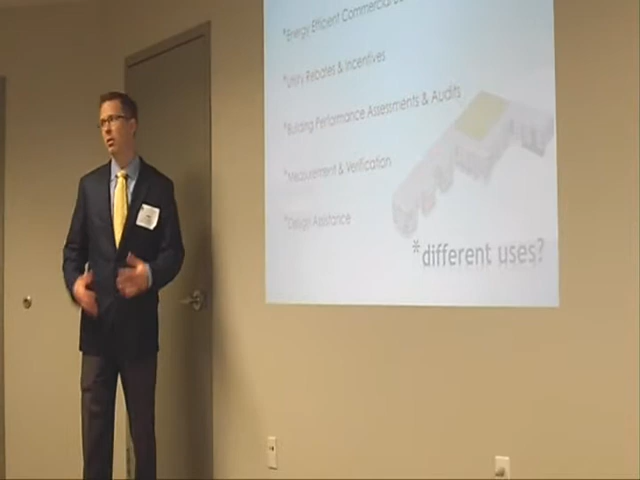 *Energy Efficient Commercial
*Utility Rebates & Incentives
*Building Performance Assessments & Audits
*Measurement & Verification
*Design Assistance
*different uses?